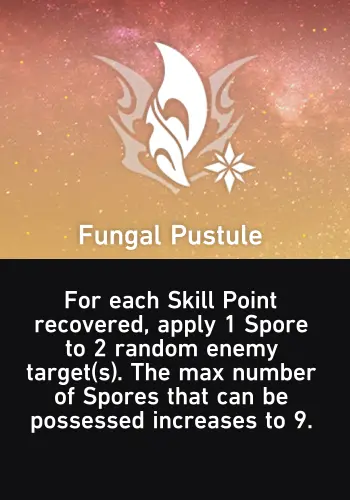 Fungal Pustule
For each Skill Point
recovered, apply 1 Spore
to 2 random enemy
target(s). The max number
of Spores that can be
possessed increases to 9.